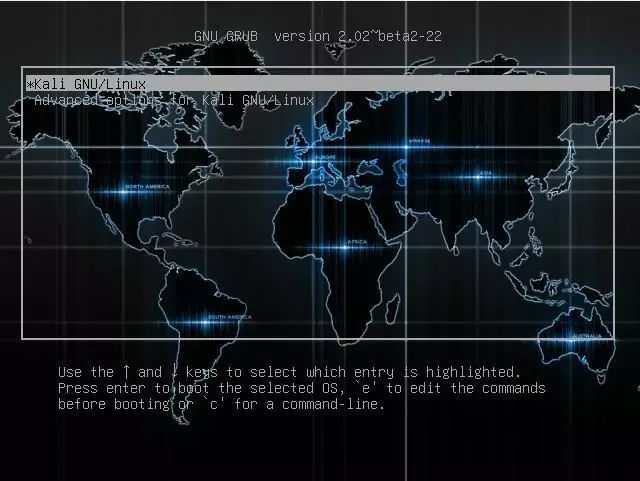 GNU GRUB  version 2.02~beta2-22
*Kali GNU/Linux
Advanced options for Kali GNU/Linux
NORTH AMERICA
EUROPE
ASIA
AFRICA
SOUTH AMERICA
AUSTRALIA
Use the ↑ and ↓ keys to select which entry is highlighted.
Press enter to boot the selected OS, `e' to edit the commands
before booting or `c' for a command-line.